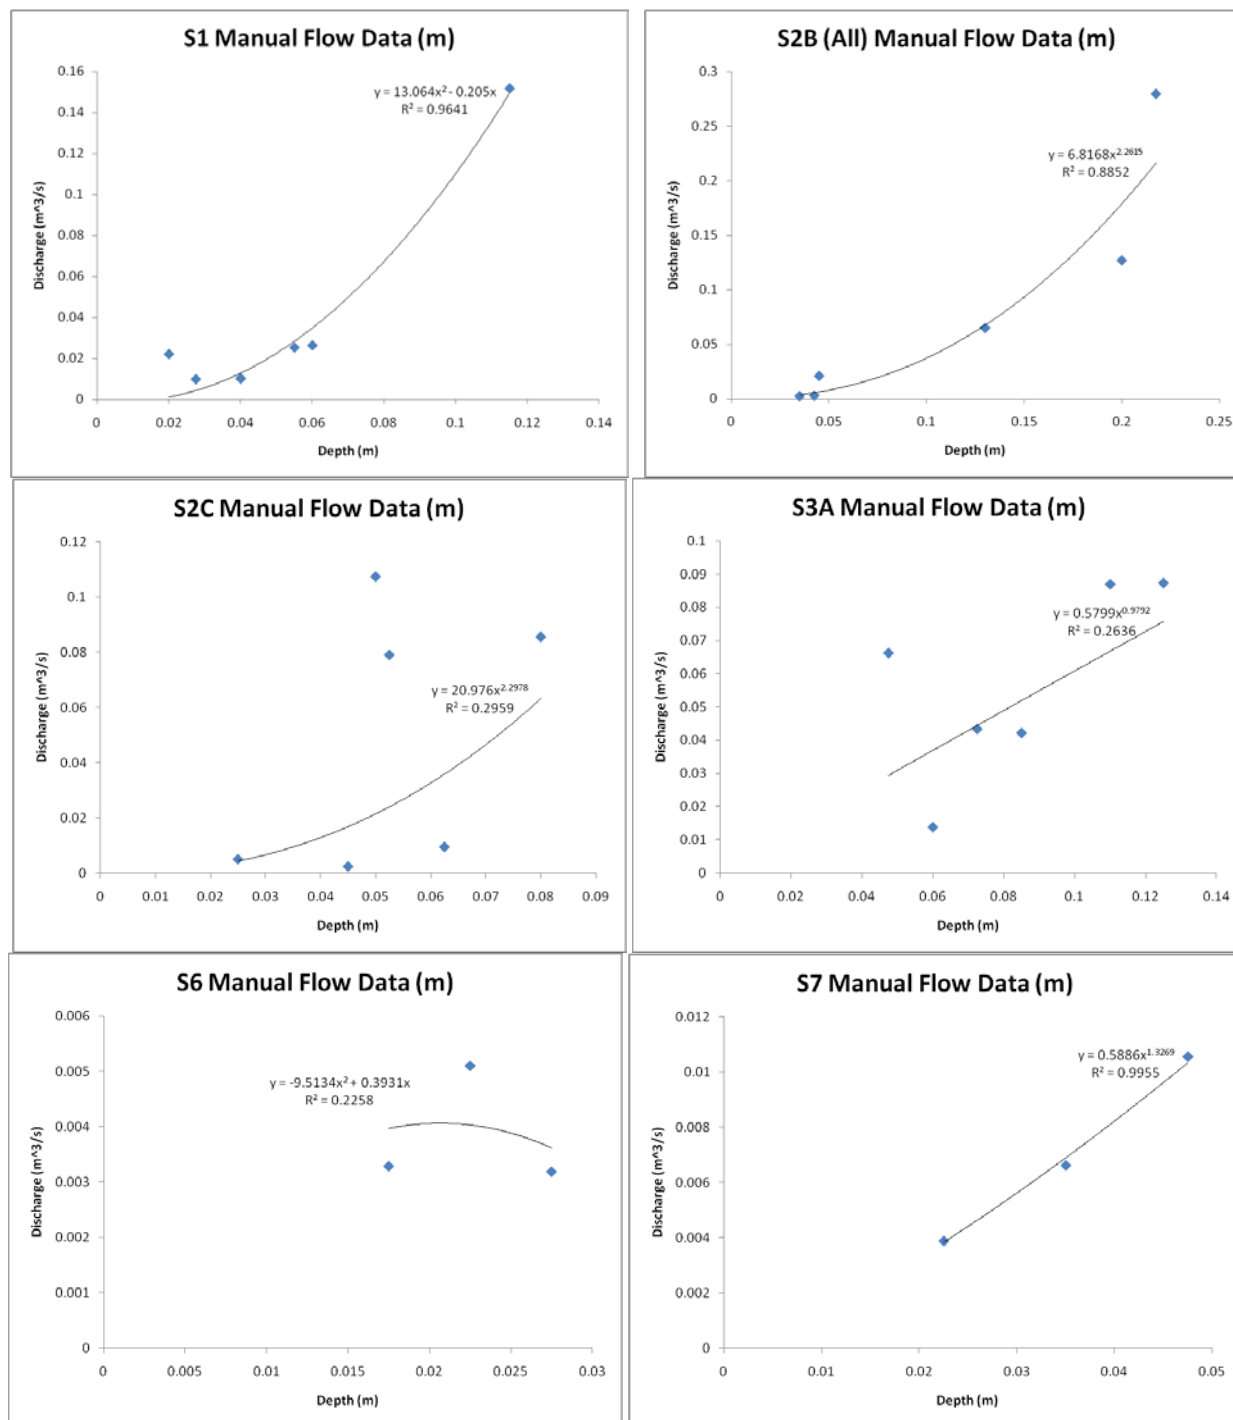 S1 Manual Flow Data (m)
0.16
0.14
0.12
0.1
0.08
0.06
0.04
0.02
0
Discharge (m^3/s)
y = 13.064x² - 0.205x
R² = 0.9641
0 0.02 0.04 0.06 0.08 0.1 0.12 0.14
Depth (m)
S2B (All) Manual Flow Data (m)
0.3
0.25
0.2
0.15
0.1
0.05
0
Discharge (m^3/s)
y = 6.8168x^2.2615
R² = 0.8852
0 0.05 0.1 0.15 0.2 0.25
Depth (m)
S2C Manual Flow Data (m)
0.12
0.1
0.08
0.06
0.04
0.02
0
Discharge (m^3/s)
y = 20.976x^2.2978
R² = 0.2959
0 0.01 0.02 0.03 0.04 0.05 0.06 0.07 0.08 0.09
Depth (m)
S3A Manual Flow Data (m)
0.1
0.09
0.08
0.07
0.06
0.05
0.04
0.03
0.02
0.01
0
Discharge (m^3/s)
y = 0.5799x^0.9792
R² = 0.2636
0 0.02 0.04 0.06 0.08 0.1 0.12 0.14
Depth (m)
S6 Manual Flow Data (m)
0.006
0.005
0.004
0.003
0.002
0.001
0
Discharge (m^3/s)
y = -9.5134x² + 0.3931x
R² = 0.2258
0 0.005 0.01 0.015 0.02 0.025 0.03
Depth (m)
S7 Manual Flow Data (m)
0.012
0.01
0.008
0.006
0.004
0.002
0
Discharge (m^3/s)
y = 0.5886x^1.3269
R² = 0.9955
0 0.01 0.02 0.03 0.04 0.05
Depth (m)